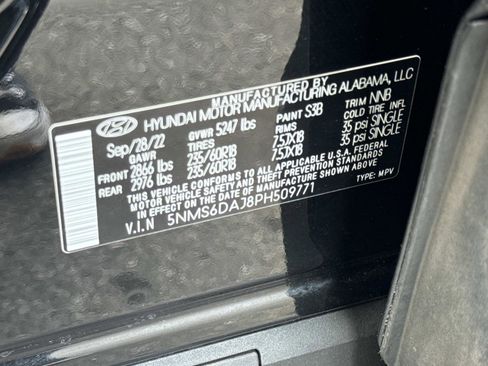 MANUFACTURED BY
HYUNDAI MOTOR MANUFACTURING ALABAMA, LLC
Sep/28/22 GVWR 5247 lbs PAINT S3B TRIM NNB
GAWR TIRES RIMS COLD TIRE INFL
FRONT 2866 lbs 235/60R18 7.5JX18 35 psi SINGLE
REAR 2976 lbs 235/60R18 7.5JX18 35 psi SINGLE
THIS VEHICLE CONFORMS TO ALL APPLICABLE U.S.A. FEDERAL
MOTOR VEHICLE SAFETY STANDARDS
IN EFFECT ON THE DATE OF MANUFACTURE SHOWN ABOVE.
V.I.N 5NMS6DAJ8PH509771 TYPE: MPV